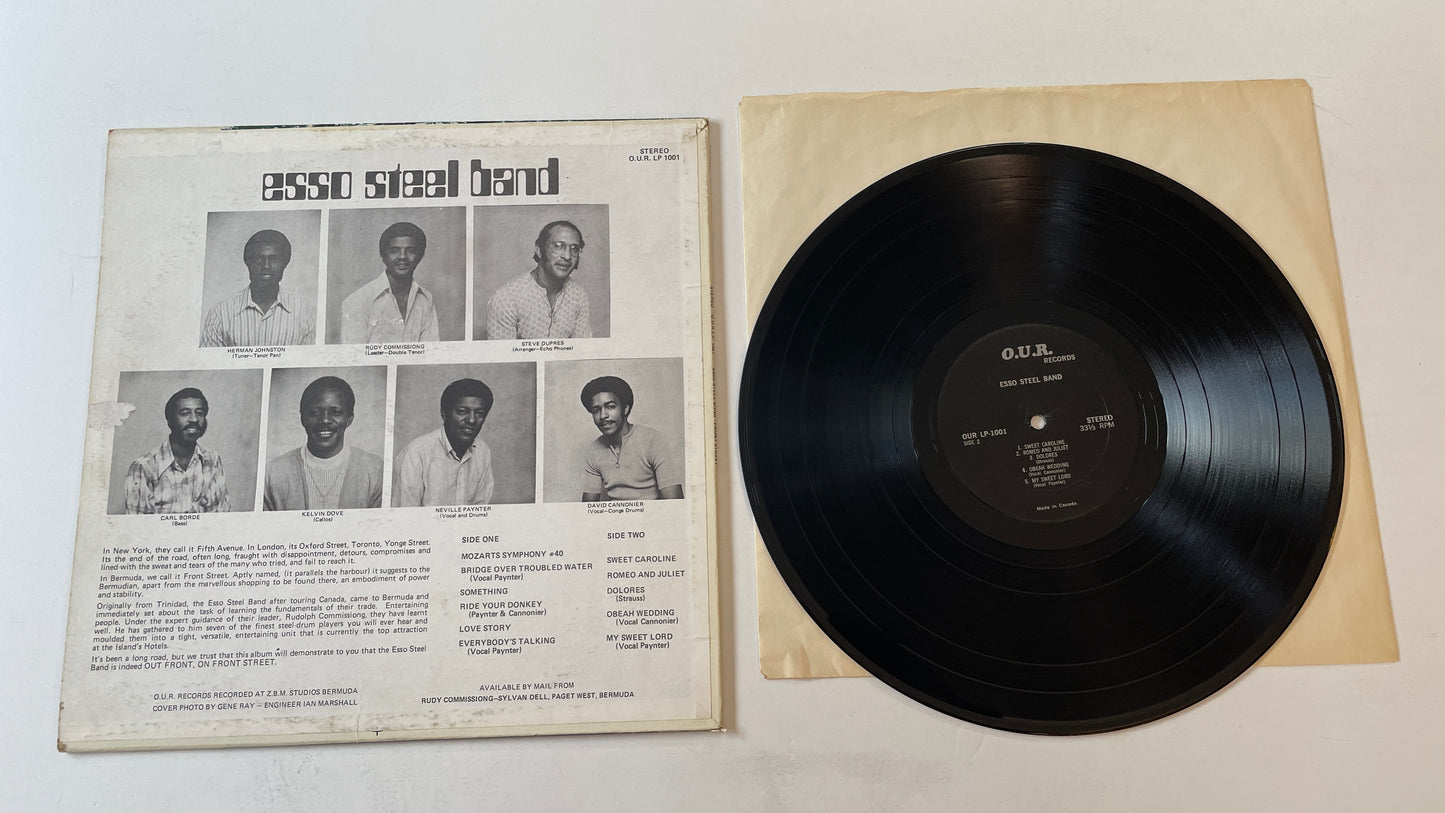 STEREO
O.U.R. LP 1001
esso steel band
HERMAN JOHNSTON
(Tuner—Tenor Pan)
RUDY COMMISSIONG
(Leader—Double Tenor)
STEVE DUPRES
(Arranger—Echo Phones)
CARL BORDE
(Bass)
KELVIN DOVE
(Cellos)
NEVILLE PAYNTER
(Vocal and Drums)
DAVID CANNONIER
(Vocal—Conga Drums)
In New York, they call it Fifth Avenue. In London, its Oxford Street, Toronto, Yonge Street.
Its the end of the road, often long, fraught with disappointment, detours, compromises and
lined with the sweat and tears of the many who tried, and fail to reach it.
In Bermuda, we call it Front Street. Aptly named, (it parallels the harbour) it suggests to the
Bermudian, apart from the marvellous shopping to be found there, an embodiment of power
and stability.
Originally from Trinidad, the Esso Steel Band after touring Canada, came to Bermuda and
immediately set about the task of learning the fundamentals of their trade. Entertaining
people. Under the expert guidance of their leader, Rudolph Commissiong, they have learnt
well. He has gathered to him seven of the finest steel-drum players you will ever hear and
moulded them into a tight, versatile, entertaining unit that is currently the top attraction
at the Island's Hotels.
It's been a long road, but we trust that this album will demonstrate to you that the Esso Steel
Band is indeed OUT FRONT, ON FRONT STREET.
O.U.R. RECORDS RECORDED AT Z.B.M. STUDIOS BERMUDA
COVER PHOTO BY GENE RAY — ENGINEER IAN MARSHALL
SIDE ONE
MOZARTS SYMPHONY #40
BRIDGE OVER TROUBLED WATER
(Vocal Paynter)
SOMETHING
RIDE YOUR DONKEY
(Paynter & Cannonier)
LOVE STORY
EVERYBODY'S TALKING
(Vocal Paynter)
SIDE TWO
SWEET CAROLINE
ROMEO AND JULIET
DOLORES
(Strauss)
OBEAH WEDDING
(Vocal Cannonier)
MY SWEET LORD
(Vocal Paynter)
AVAILABLE BY MAIL FROM
RUDY COMMISSIONG—SYLVAN DELL, PAGET WEST, BERMUDA
O.U.R.
RECORDS
ESSO STEEL BAND
OUR LP-1001
SIDE 2
STEREO
33⅓ RPM
1. SWEET CAROLINE
2. ROMEO AND JULIET
3. DOLORES
(Strauss)
4. OBEAH WEDDING
(Vocal Cannonier)
5. MY SWEET LORD
(Vocal Paynter)
Made in Canada